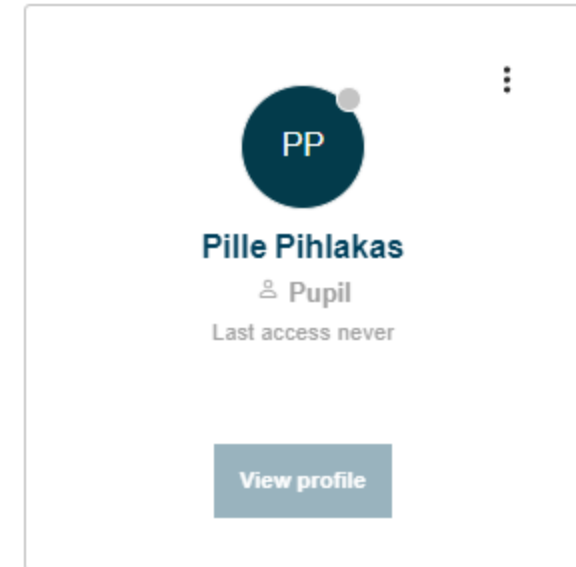 PP
Pille Pihlakas
Pupil
Last access never
View profile